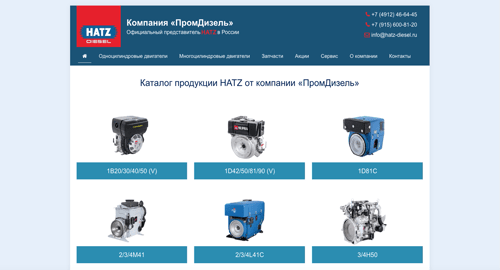 HATZ
DIESEL
Компания «ПромДизель»
Официальный представитель HATZ в России
+7 (4912) 46-64-45
+7 (915) 600-81-20
info@hatz-diesel.ru
Одноцилиндровые двигатели Многоцилиндровые двигатели Запчасти Акции Сервис О компании Контакты
Каталог продукции HATZ от компании «ПромДизель»
1B20/30/40/50 (V) 1D42/50/81/90 (V) 1D81C
2/3/4M41 2/3/4L41C 3/4H50